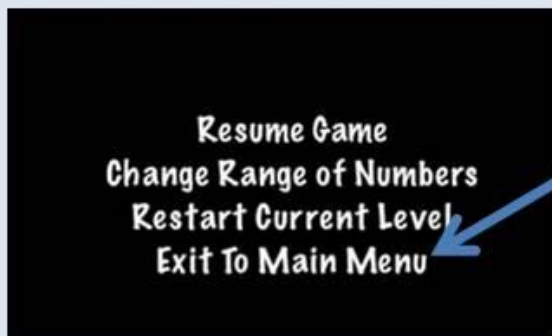 Resume Game
Change Range of Numbers
Restart Current Level
Exit To Main Menu